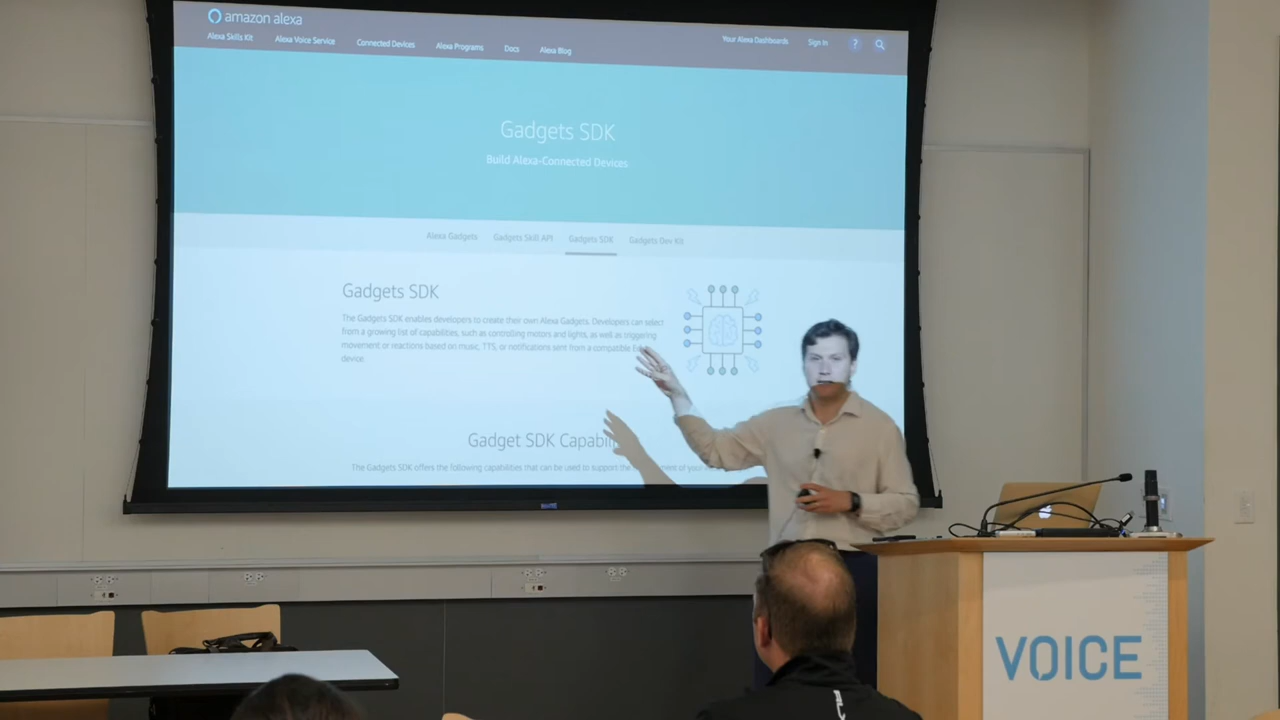 amazon alexa
Alexa Skills Kit Alexa Voice Service Connected Devices Alexa Programs Docs Alexa Blog Your Alexa Dashboards Sign In ?
Gadgets SDK
Build Alexa-Connected Devices
Alexa Gadgets Gadgets Skill API Gadgets SDK Gadgets Dev Kit
Gadgets SDK
The Gadgets SDK enables developers to create their own Alexa Gadgets. Developers can select
from a growing list of capabilities, such as controlling motors and lights, as well as triggering
movement or reactions based on music, TTS, or notifications sent from a compatible
device.
Gadget SDK
The Gadgets SDK offers the following capabilities that can be used to support the of your
VOICE